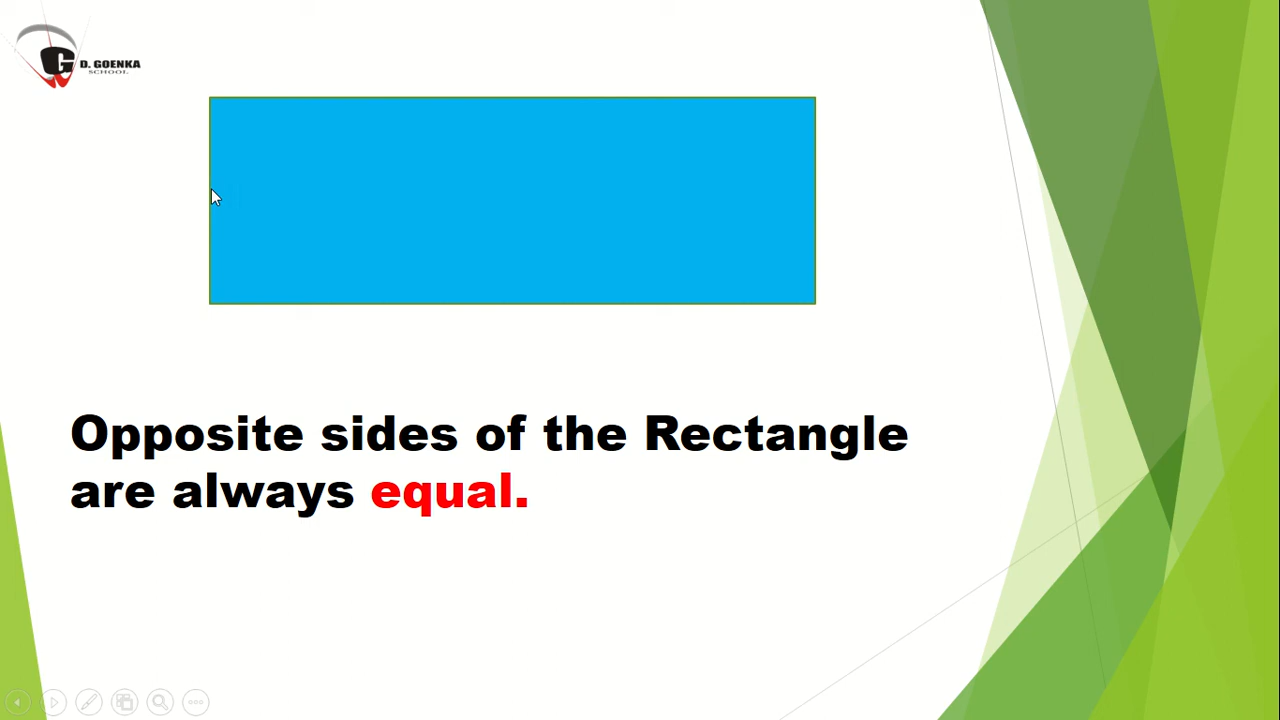 G D. GOENKA
SCHOOL
Opposite sides of the Rectangle
are always equal.